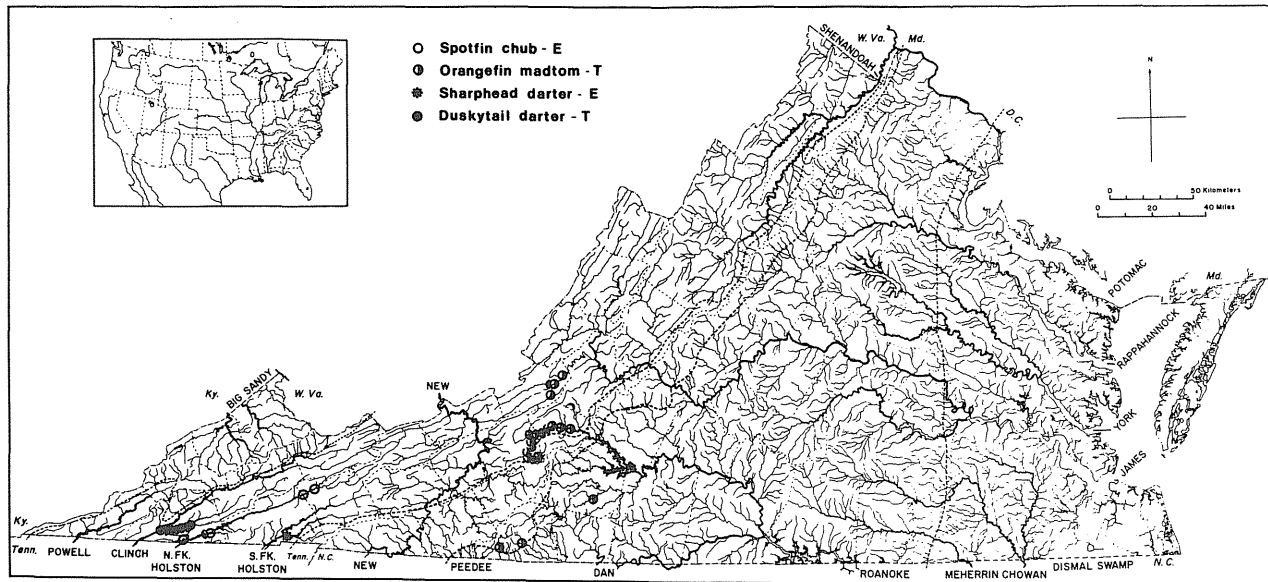 Spotfin chub - E
Orangefin madtom - T
Sharphead darter - E
Duskytail darter - T
W. Va.
Md.
SHENANDOAH
D.C.
N
0 50 Kilometers
0 20 40 Miles
POTOMAC
Md.
RAPPAHANNOCK
YORK
JAMES
Ky.
BIG SANDY
W. Va.
NEW
Ky.
Tenn.
POWELL
CLINCH
N. FK.
HOLSTON
S. FK.
HOLSTON
Tenn. / N.C.
NEW
PEEDEE
DAN
ROANOKE
MEHERRIN
CHOWAN
DISMAL SWAMP
N. C.